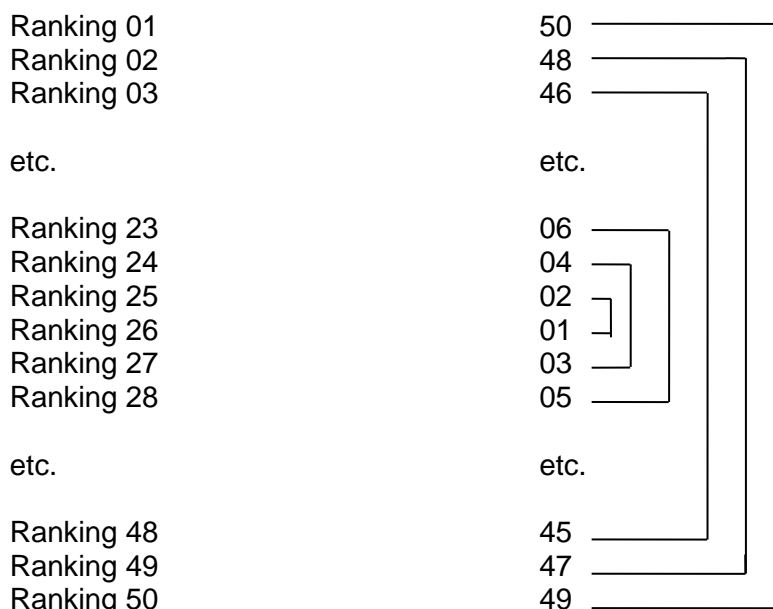 Ranking 01 50
Ranking 02 48
Ranking 03 46
etc. etc.
Ranking 23 06
Ranking 24 04
Ranking 25 02
Ranking 26 01
Ranking 27 03
Ranking 28 05
etc. etc.
Ranking 48 45
Ranking 49 47
Ranking 50 49